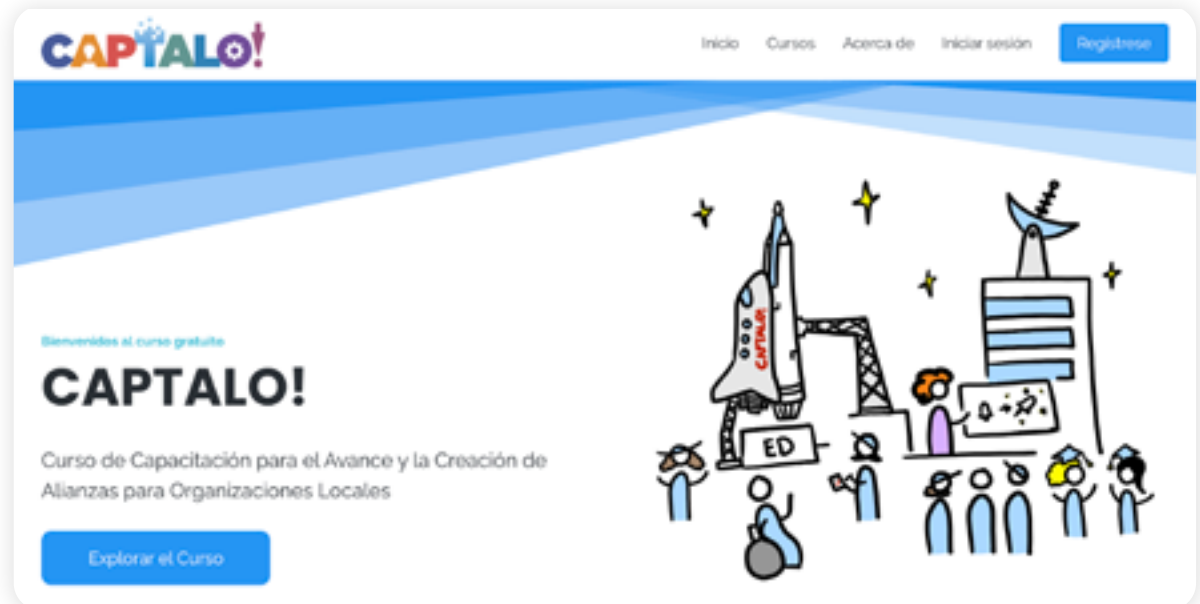 CAPTALO!
Inicio Cursos Acerca de Iniciar sesión Regístrese
CAPTALO!
ED
Bienvenidos al curso gratuito
CAPTALO!
Curso de Capacitación para el Avance y la Creación de
Alianzas para Organizaciones Locales
Explorar el Curso